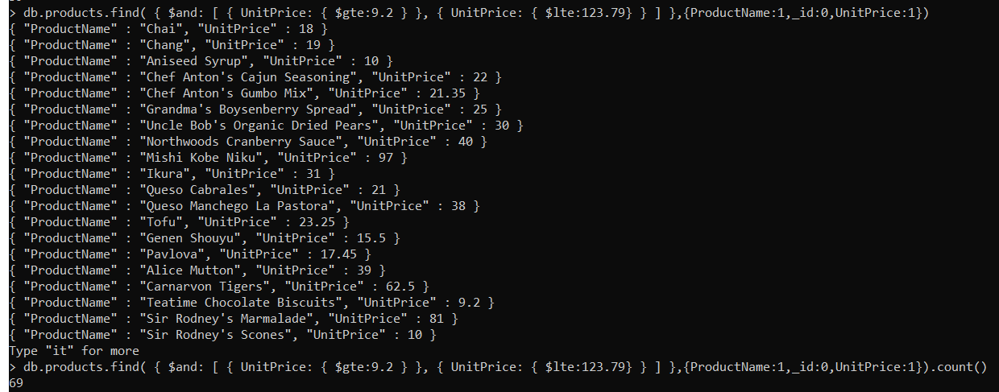 > db.products.find( { $and: [ { UnitPrice: { $gte:9.2 } }, { UnitPrice: { $lte:123.79} } ] },{ProductName:1,_id:0,UnitPrice:1})
{ "ProductName" : "Chai", "UnitPrice" : 18 }
{ "ProductName" : "Chang", "UnitPrice" : 19 }
{ "ProductName" : "Aniseed Syrup", "UnitPrice" : 10 }
{ "ProductName" : "Chef Anton's Cajun Seasoning", "UnitPrice" : 22 }
{ "ProductName" : "Chef Anton's Gumbo Mix", "UnitPrice" : 21.35 }
{ "ProductName" : "Grandma's Boysenberry Spread", "UnitPrice" : 25 }
{ "ProductName" : "Uncle Bob's Organic Dried Pears", "UnitPrice" : 30 }
{ "ProductName" : "Northwoods Cranberry Sauce", "UnitPrice" : 40 }
{ "ProductName" : "Mishi Kobe Niku", "UnitPrice" : 97 }
{ "ProductName" : "Ikura", "UnitPrice" : 31 }
{ "ProductName" : "Queso Cabrales", "UnitPrice" : 21 }
{ "ProductName" : "Queso Manchego La Pastora", "UnitPrice" : 38 }
{ "ProductName" : "Tofu", "UnitPrice" : 23.25 }
{ "ProductName" : "Genen Shouyu", "UnitPrice" : 15.5 }
{ "ProductName" : "Pavlova", "UnitPrice" : 17.45 }
{ "ProductName" : "Alice Mutton", "UnitPrice" : 39 }
{ "ProductName" : "Carnarvon Tigers", "UnitPrice" : 62.5 }
{ "ProductName" : "Teatime Chocolate Biscuits", "UnitPrice" : 9.2 }
{ "ProductName" : "Sir Rodney's Marmalade", "UnitPrice" : 81 }
{ "ProductName" : "Sir Rodney's Scones", "UnitPrice" : 10 }
Type "it" for more
> db.products.find( { $and: [ { UnitPrice: { $gte:9.2 } }, { UnitPrice: { $lte:123.79} } ] },{ProductName:1,_id:0,UnitPrice:1}).count()
69